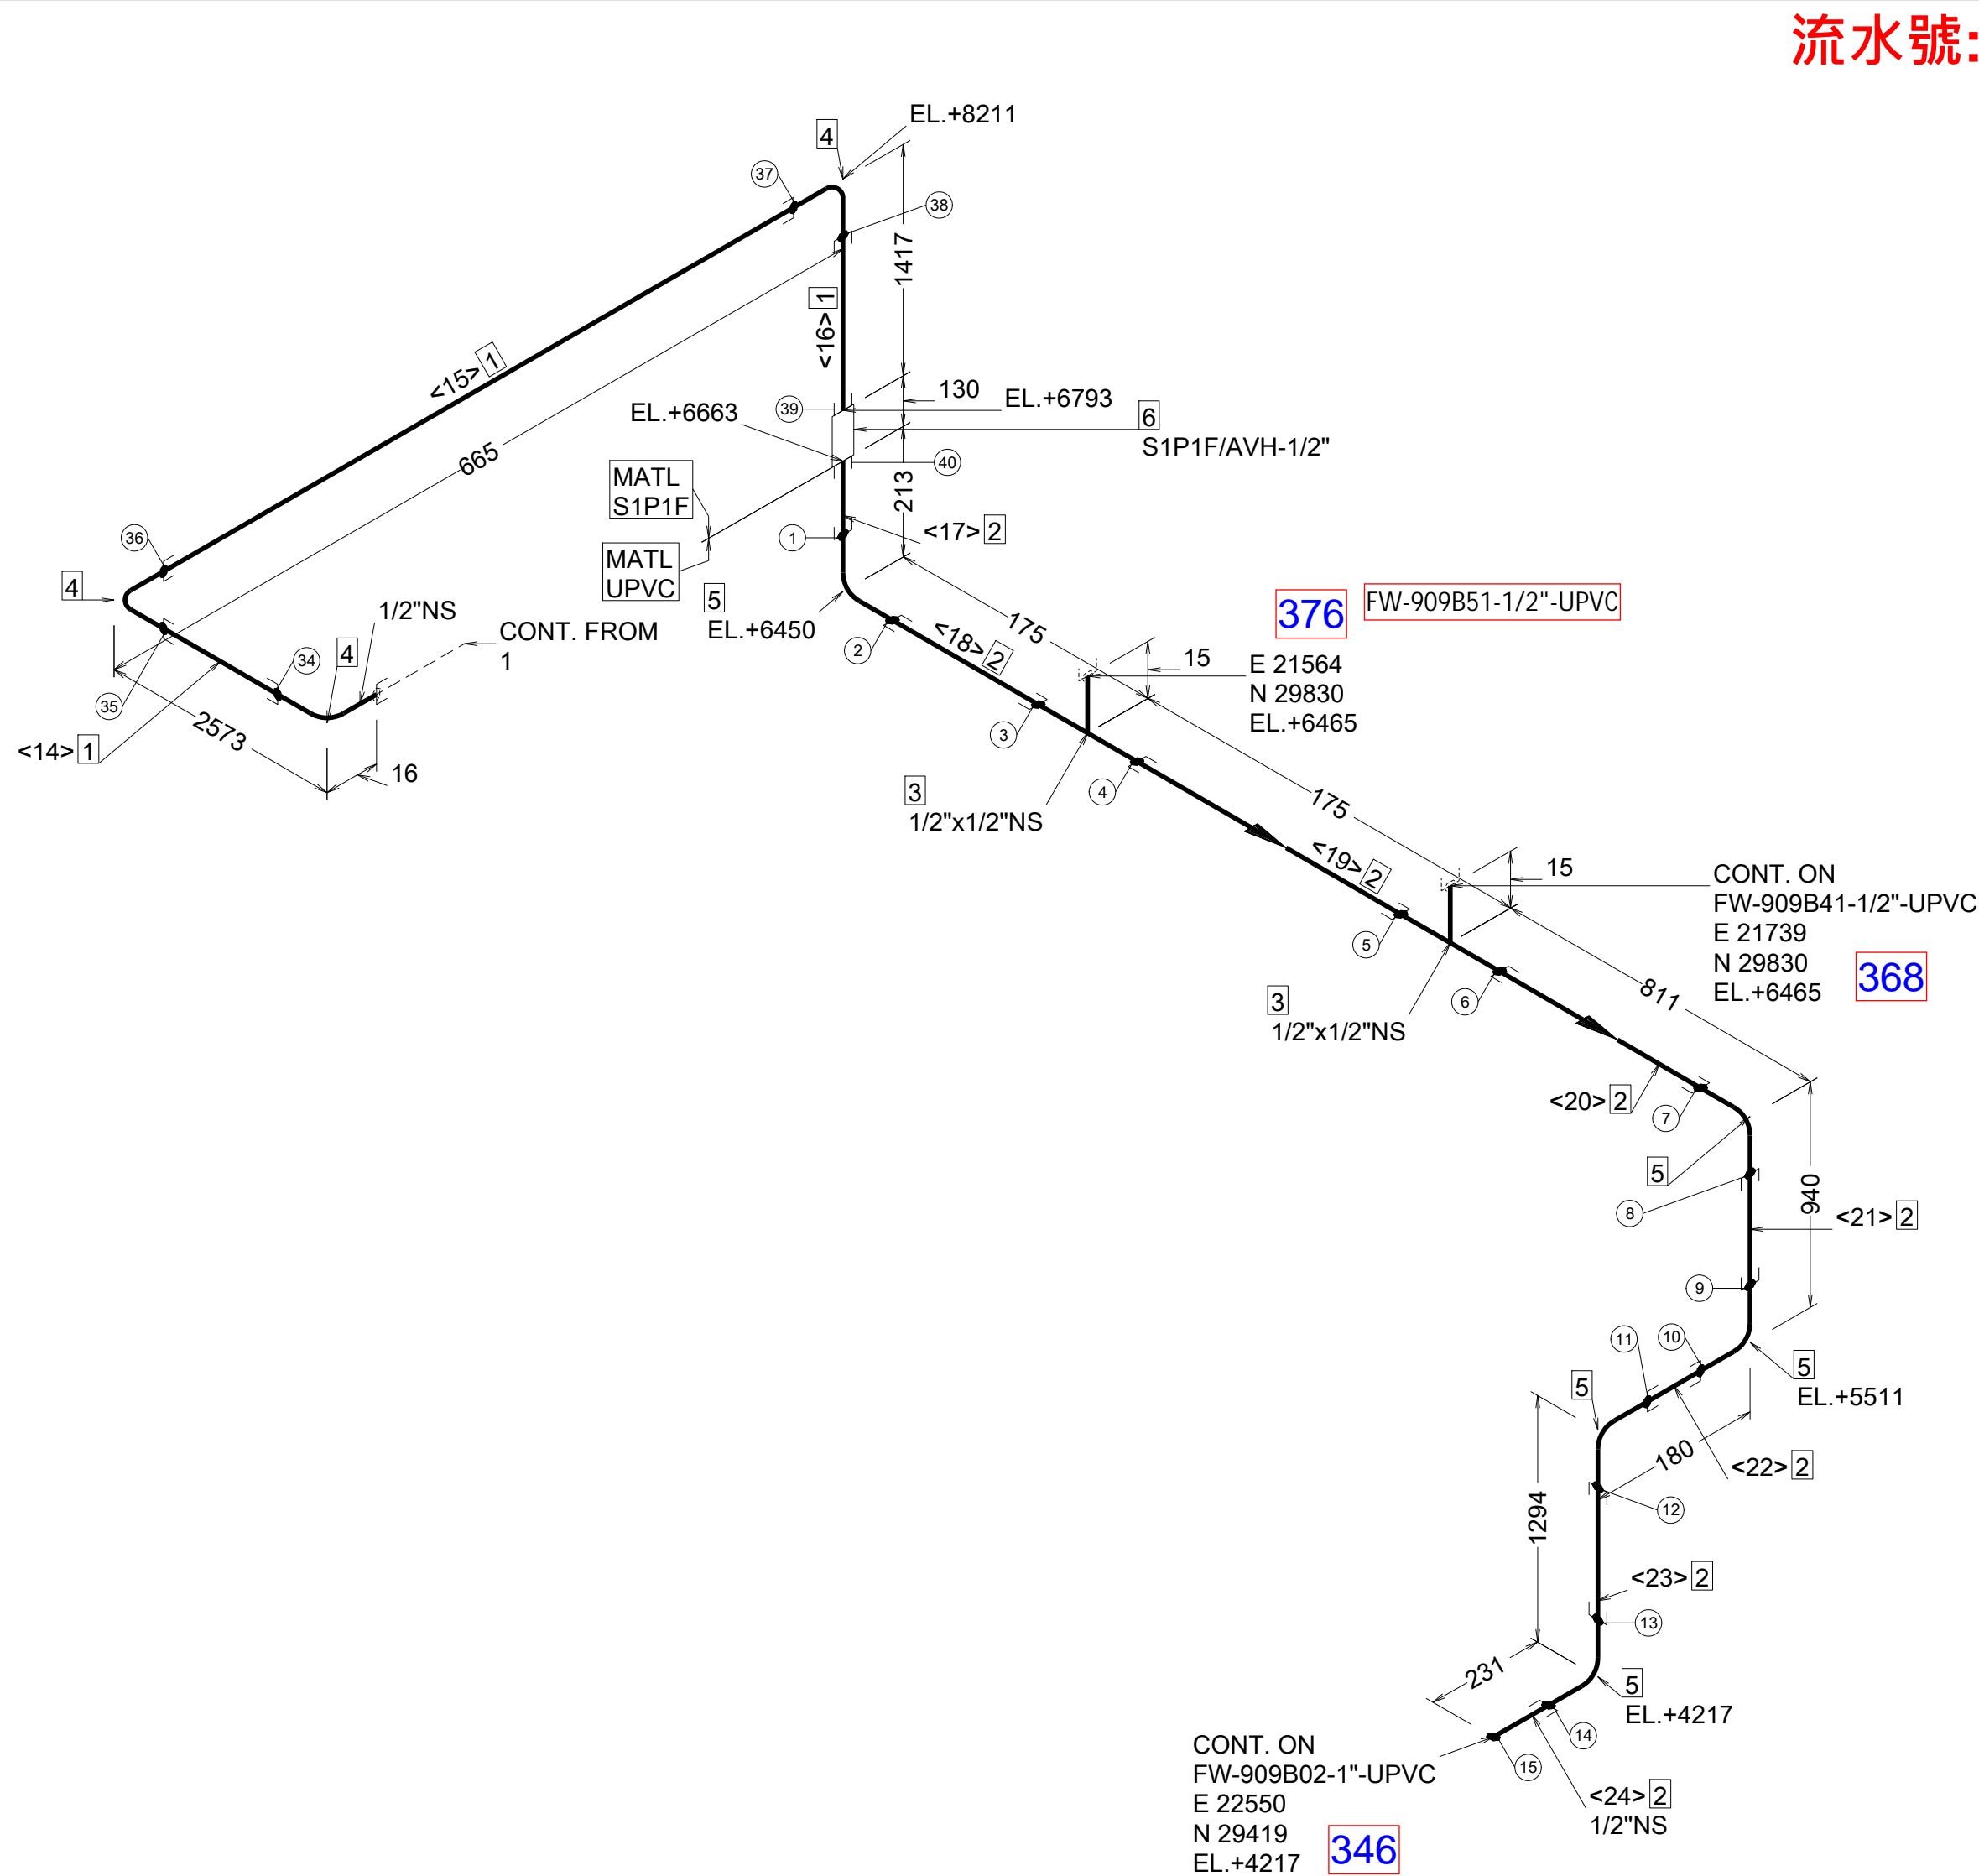 流水號:
EL.+8211
4
37
38
1417
<16> 1
<15> 1
130
EL.+6793
39
EL.+6663
6
S1P1F/AVH-1/2"
665
40
MATL
S1P1F
213
1
<17> 2
36
MATL
UPVC
4
5
EL.+6450
1/2"NS
CONT. FROM
1
376
FW-909B51-1/2"-UPVC
175
<18> 2
2
34
4
15
E 21564
N 29830
EL.+6465
35
2573
3
<14> 1
16
3
1/2"x1/2"NS
4
175
<19> 2
15
CONT. ON
FW-909B41-1/2"-UPVC
E 21739
N 29830
EL.+6465
368
5
811
3
1/2"x1/2"NS
6
<20> 2
7
5
940
8
<21> 2
9
11
10
5
EL.+5511
5
180
<22> 2
1294
12
<23> 2
13
231
5
EL.+4217
14
15
CONT. ON
FW-909B02-1"-UPVC
E 22550
N 29419
EL.+4217
346
<24> 2
1/2"NS